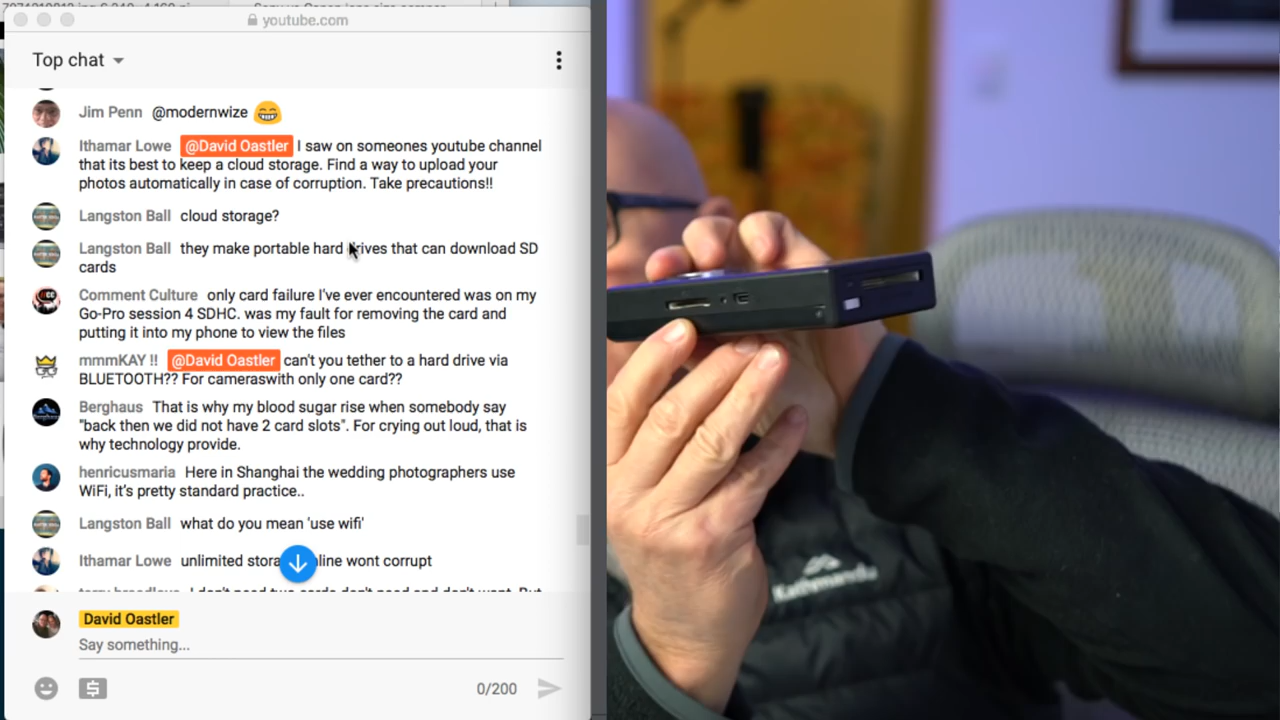 youtube.com
Top chat
Jim Penn @modernwize
Ithamar Lowe @David Oastler I saw on someones youtube channel
that its best to keep a cloud storage. Find a way to upload your
photos automatically in case of corruption. Take precautions!!
Langston Ball cloud storage?
Langston Ball they make portable hard drives that can download SD
cards
Comment Culture only card failure I've ever encountered was on my
Go-Pro session 4 SDHC. was my fault for removing the card and
putting it into my phone to view the files
mmmKAY !! @David Oastler can't you tether to a hard drive via
BLUETOOTH?? For cameraswith only one card??
Berghaus That is why my blood sugar rise when somebody say
"back then we did not have 2 card slots". For crying out loud, that is
why technology provide.
henricusmaria Here in Shanghai the wedding photographers use
WiFi, it's pretty standard practice..
Langston Ball what do you mean 'use wifi'
Ithamar Lowe unlimited wont corrupt
David Oastler
Say something...
0/200
Kathmandu